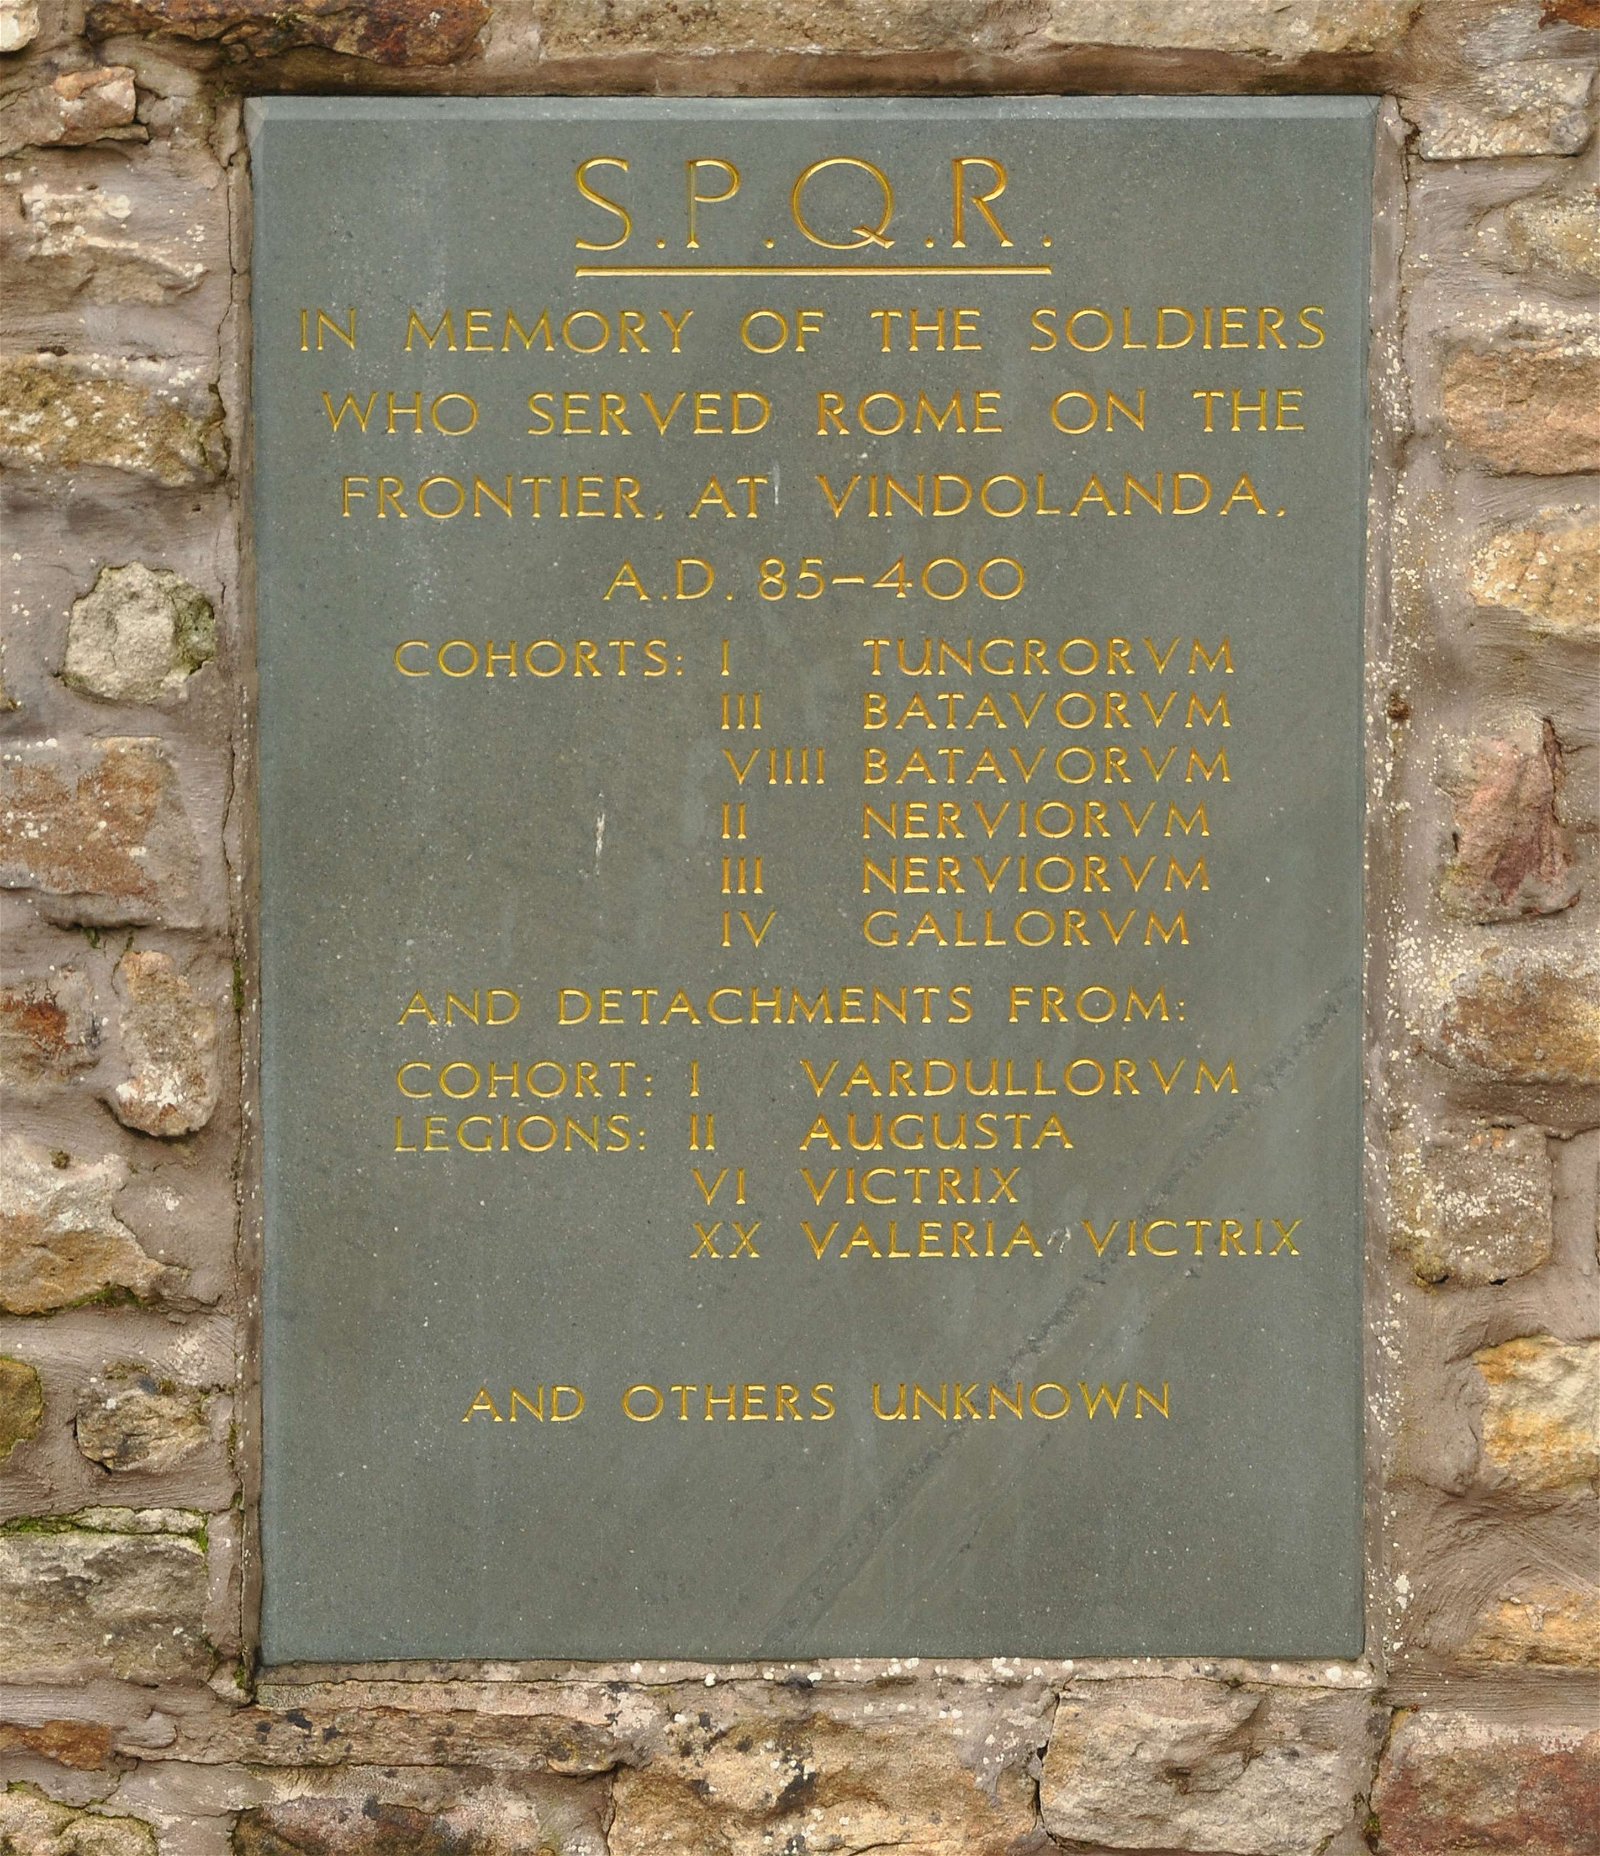 S.P.Q.R.
IN MEMORY OF THE SOLDIERS
WHO SERVED ROME ON THE
FRONTIER, AT VINDOLANDA.
A.D. 85–400
COHORTS: I TUNGRORVM
III BATAVORVM
VIIII BATAVORVM
II NERVIORVM
III NERVIORVM
IV GALLORVM
AND DETACHMENTS FROM:
COHORT: I VARDULLORVM
LEGIONS: II AUGUSTA
VI VICTRIX
XX VALERIA VICTRIX
AND OTHERS UNKNOWN